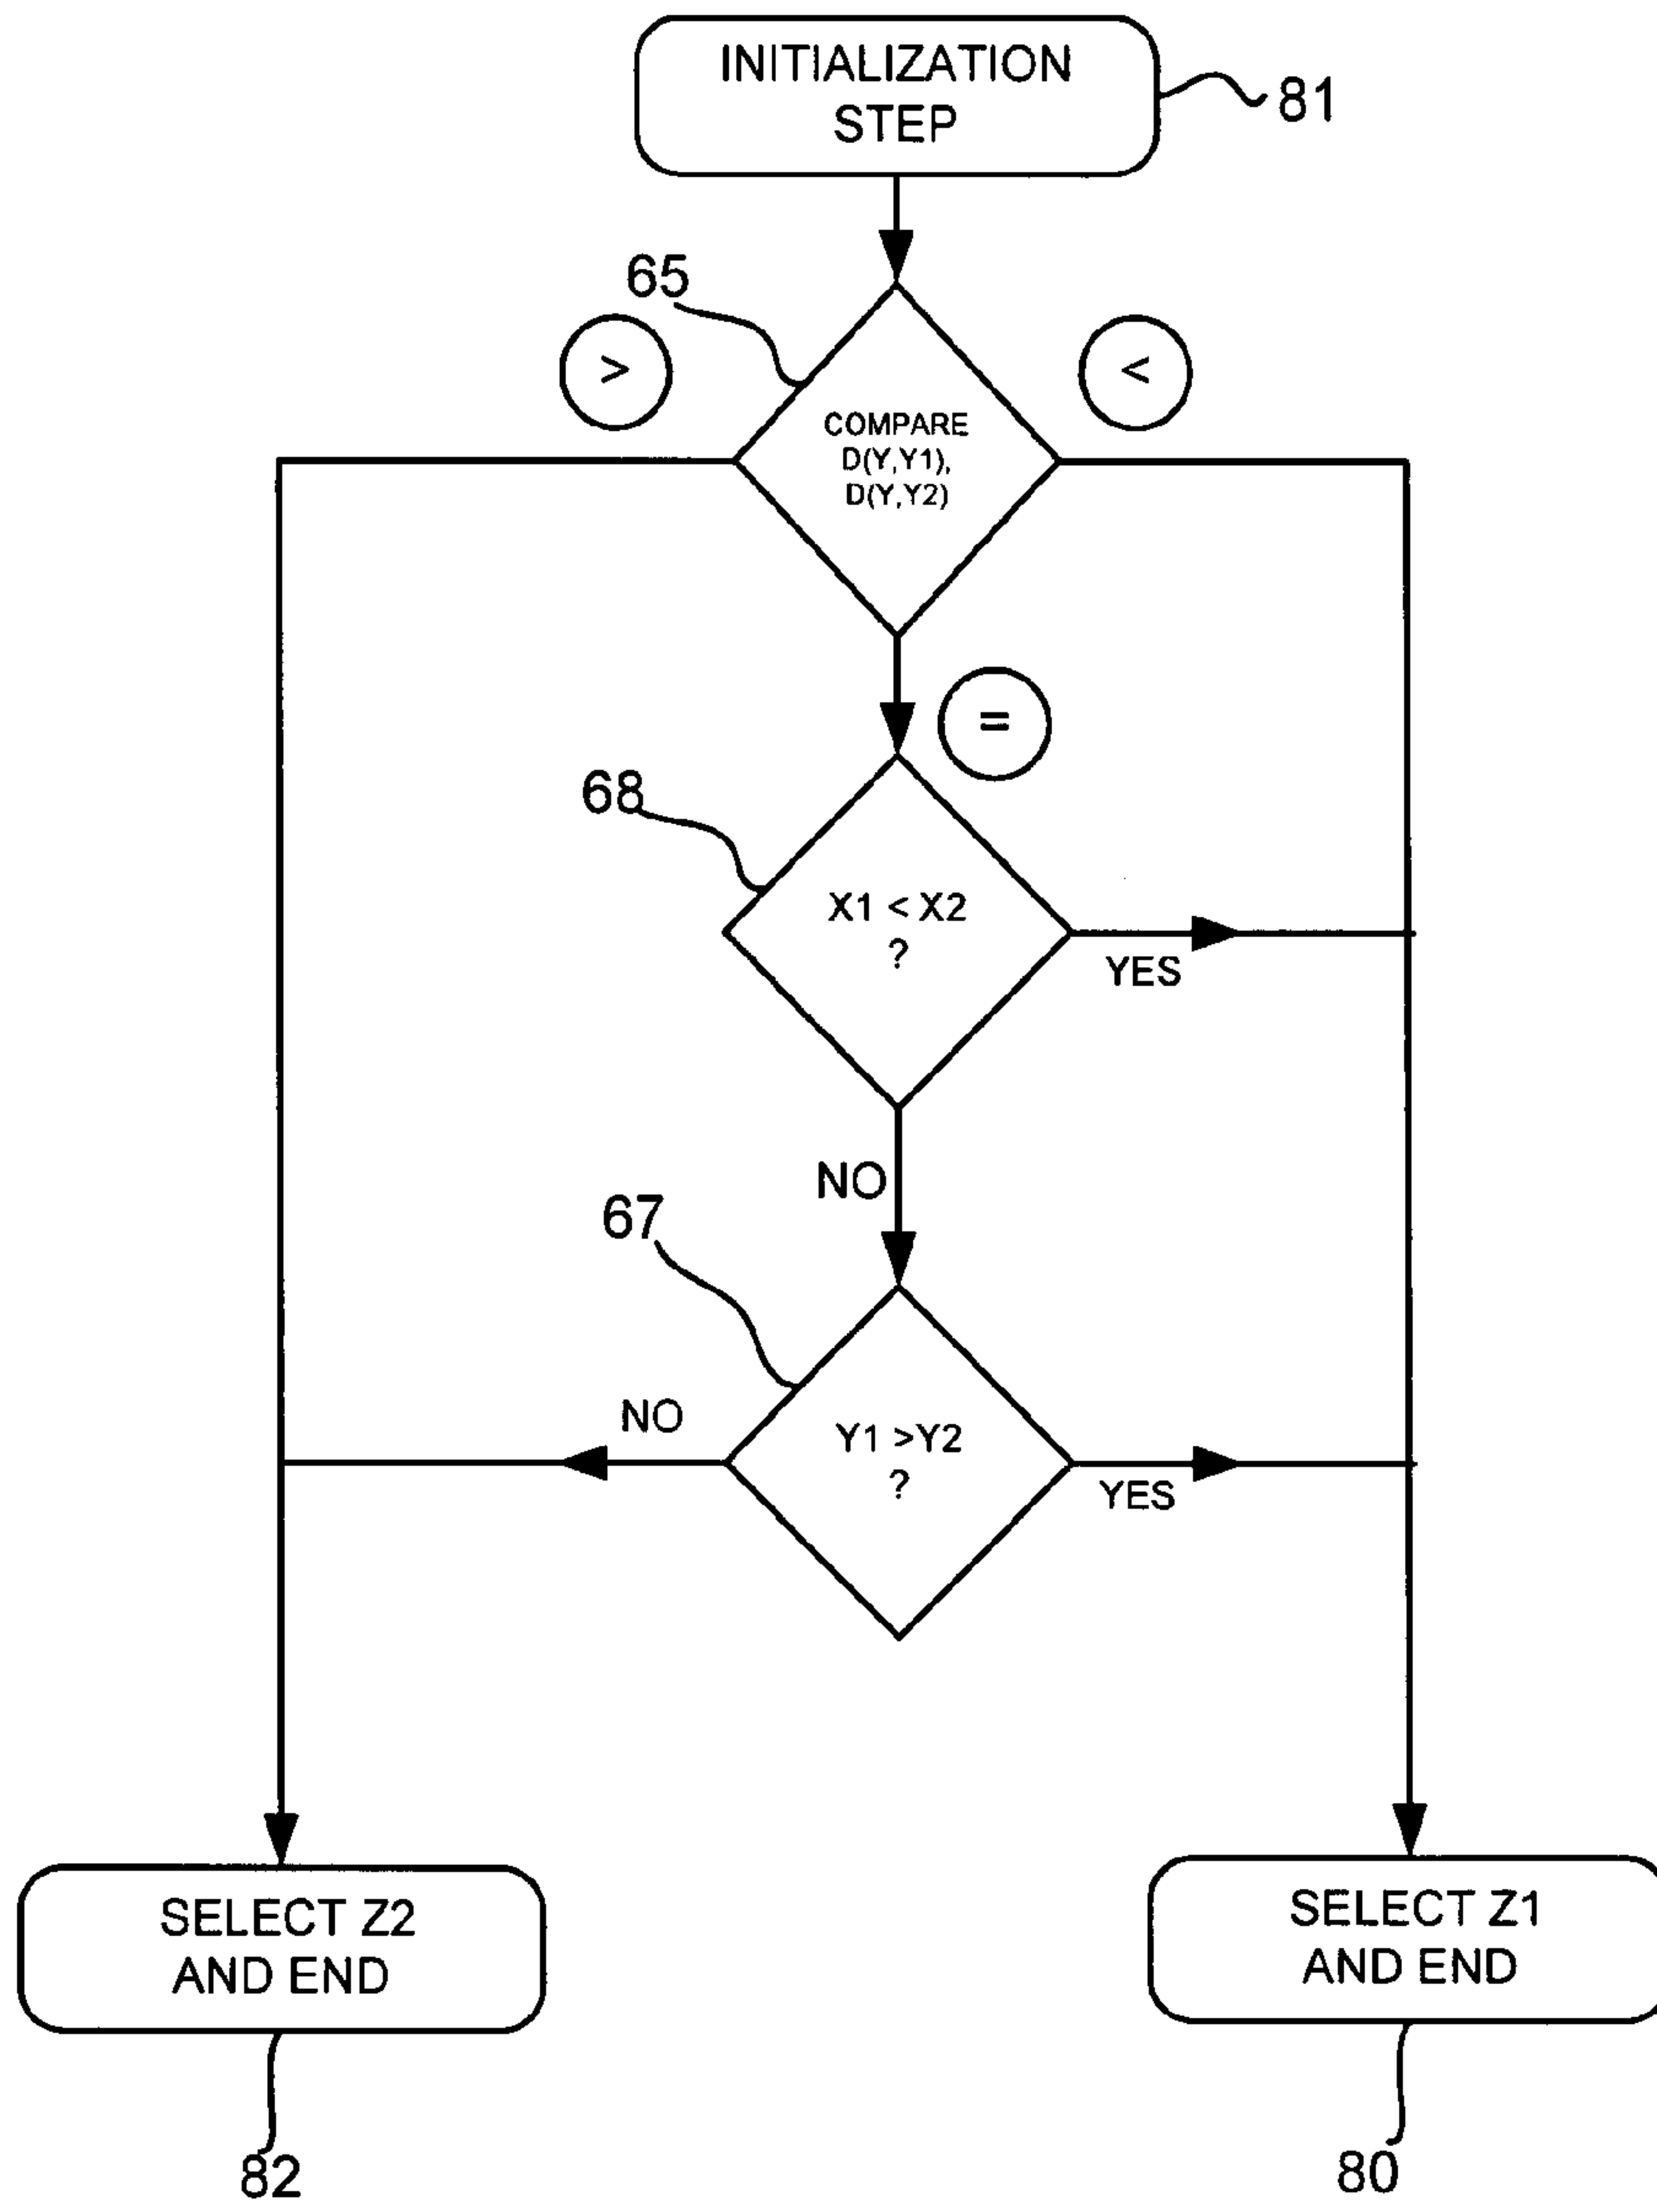 INITIALIZATION
STEP
81
65
>
<
COMPARE
D(Y,Y1),
D(Y,Y2)
=
68
X1 < X2
?
YES
NO
67
NO
Y1 >Y2
?
YES
SELECT Z2
AND END
SELECT Z1
AND END
82
80